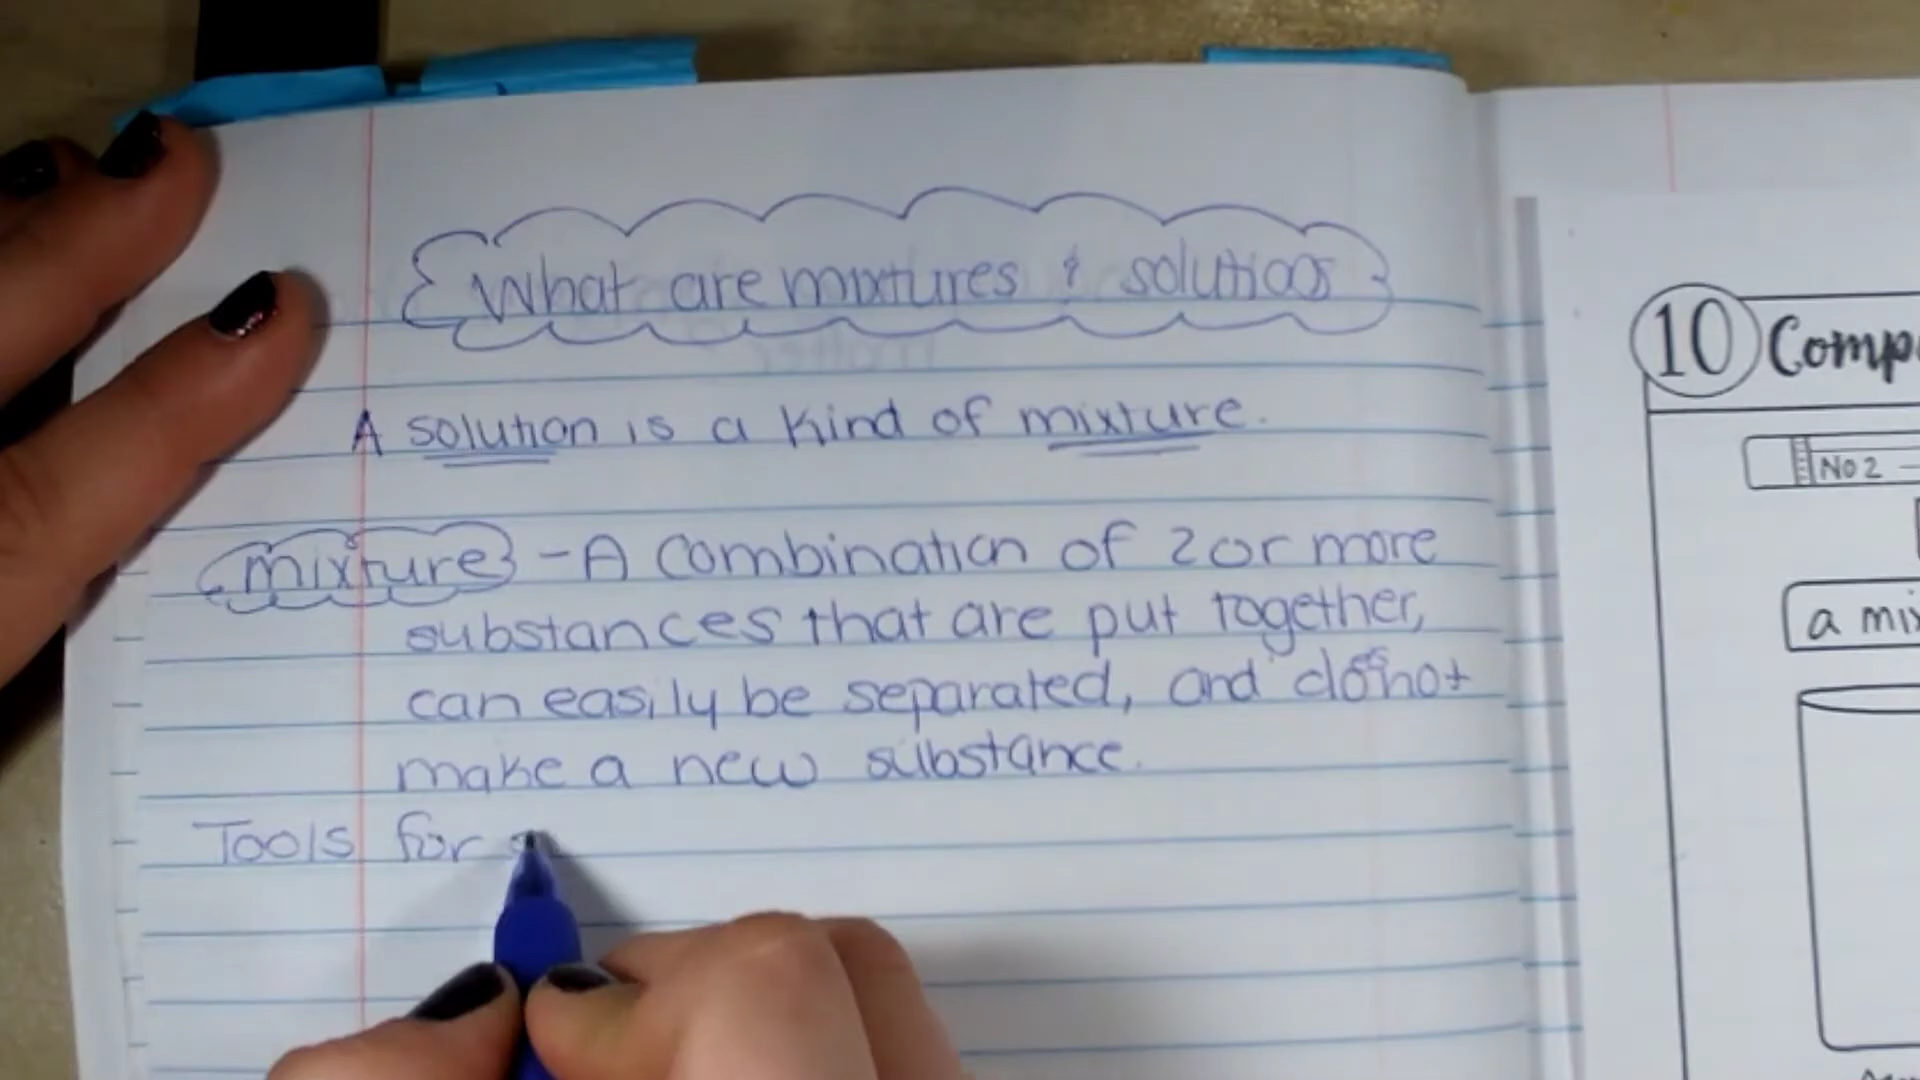 What are mixtures & solutions
A solution is a kind of mixture.
mixture - A combination of 2 or more
substances that are put together,
can easily be separated, and do not
make a new substance.
Tools for
10 Comp
No 2
a mix